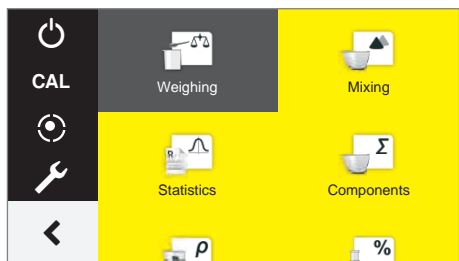 CAL
Weighing
Mixing
Statistics
Σ
Components
ρ
%